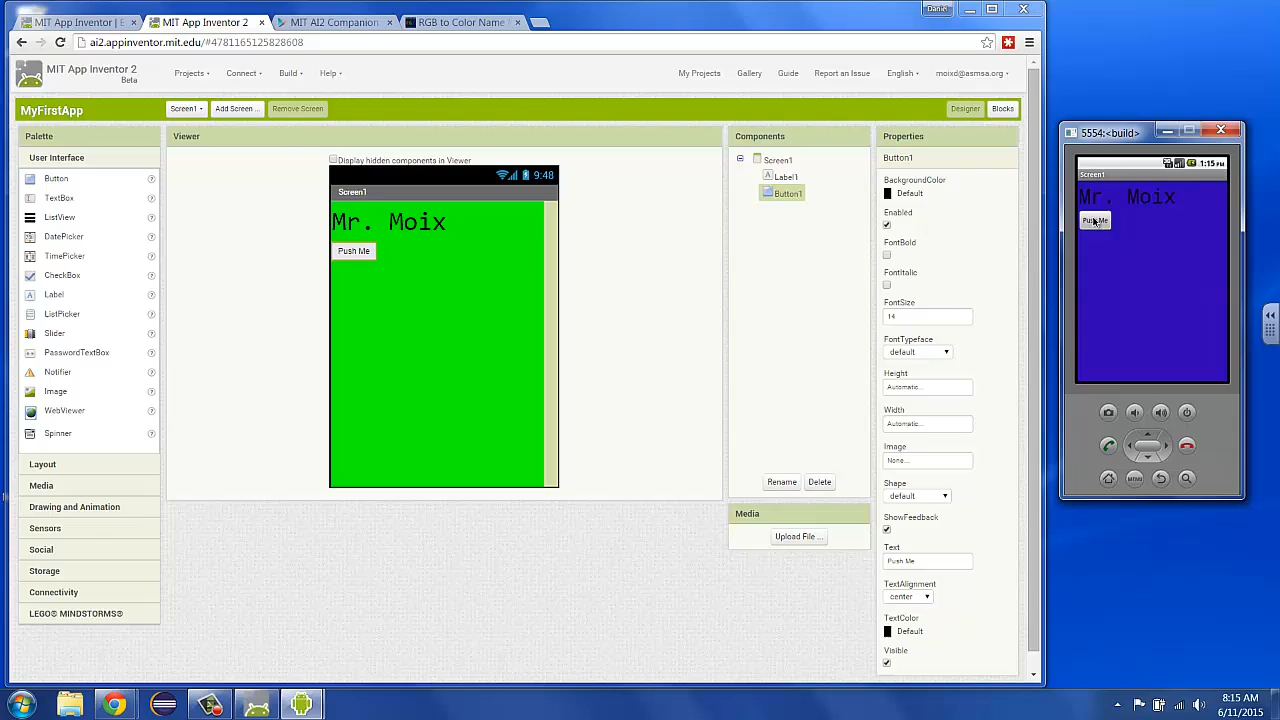 MIT App Inventor | E
MIT App Inventor 2
MIT AI2 Companion
RGB to Color Name
Daniel
ai2.appinventor.mit.edu/#4781165125828608
MIT App Inventor 2
Beta
Projects
Connect
Build
Help
My Projects
Gallery
Guide
Report an Issue
English
moixd@asmsa.org
MyFirstApp
Screen1
Add Screen ...
Remove Screen
Designer
Blocks
Palette
User Interface
Button
TextBox
ListView
DatePicker
TimePicker
CheckBox
Label
ListPicker
Slider
PasswordTextBox
Notifier
Image
WebViewer
Spinner
Layout
Media
Drawing and Animation
Sensors
Social
Storage
Connectivity
LEGO® MINDSTORMS®
Viewer
Display hidden components in Viewer
9:48
Screen1
Mr. Moix
Push Me
Components
Screen1
Label1
Button1
Rename
Delete
Media
Upload File ...
Properties
Button1
BackgroundColor
Default
Enabled
FontBold
FontItalic
FontSize
14
FontTypeface
default
Height
Automatic...
Width
Automatic...
Image
None...
Shape
default
ShowFeedback
Text
Push Me
TextAlignment
center
TextColor
Default
Visible
5554:<build>
1:15 PM
Screen1
Mr. Moix
Push Me
MENU
8:15 AM
6/11/2015